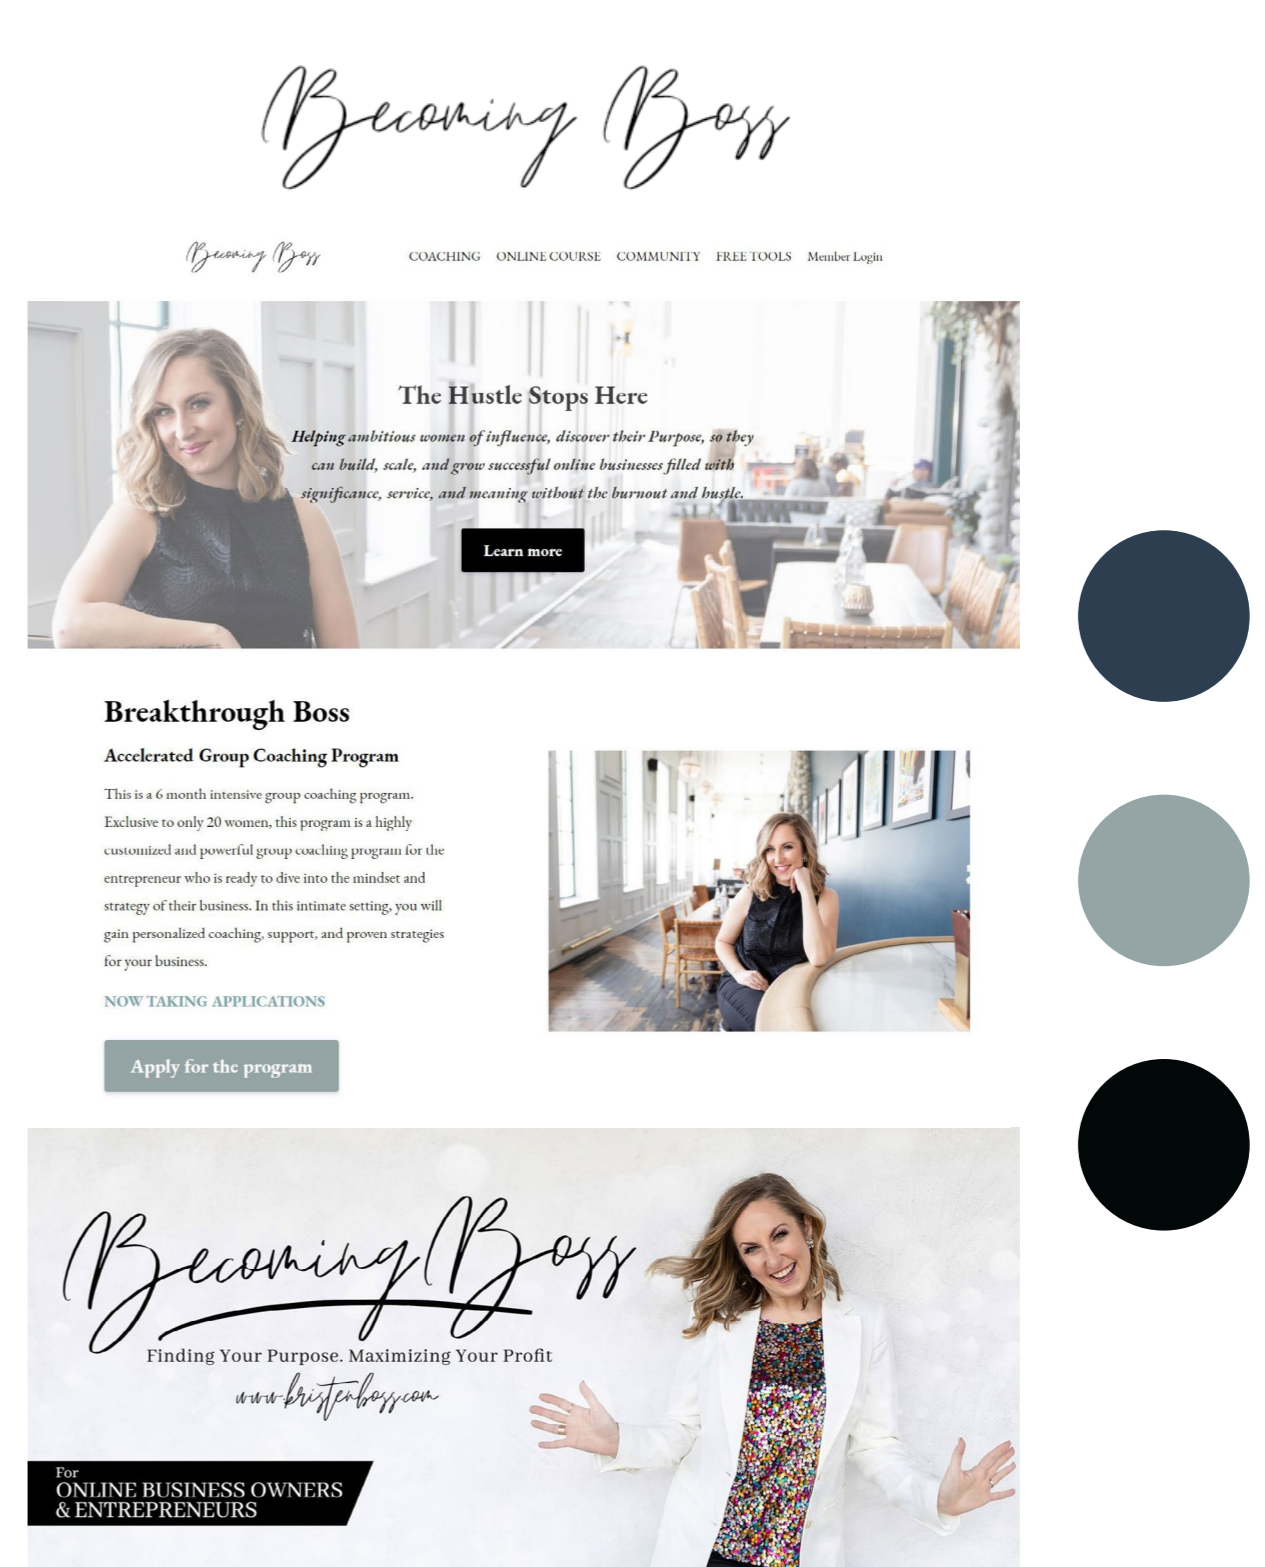 Becoming Boss
Becoming Boss COACHING ONLINE COURSE COMMUNITY FREE TOOLS Member Login
The Hustle Stops Here
Helping ambitious women of influence, discover their Purpose, so they
can build, scale, and grow successful online businesses filled with
significance, service, and meaning without the burnout and hustle.
Learn more
Breakthrough Boss
Accelerated Group Coaching Program
This is a 6 month intensive group coaching program.
Exclusive to only 20 women, this program is a highly
customized and powerful group coaching program for the
entrepreneur who is ready to dive into the mindset and
strategy of their business. In this intimate setting, you will
gain personalized coaching, support, and proven strategies
for your business.
NOW TAKING APPLICATIONS
Apply for the program
Becoming Boss
Finding Your Purpose. Maximizing Your Profit
www.kristenboss.com
For
ONLINE BUSINESS OWNERS
& ENTREPRENEURS